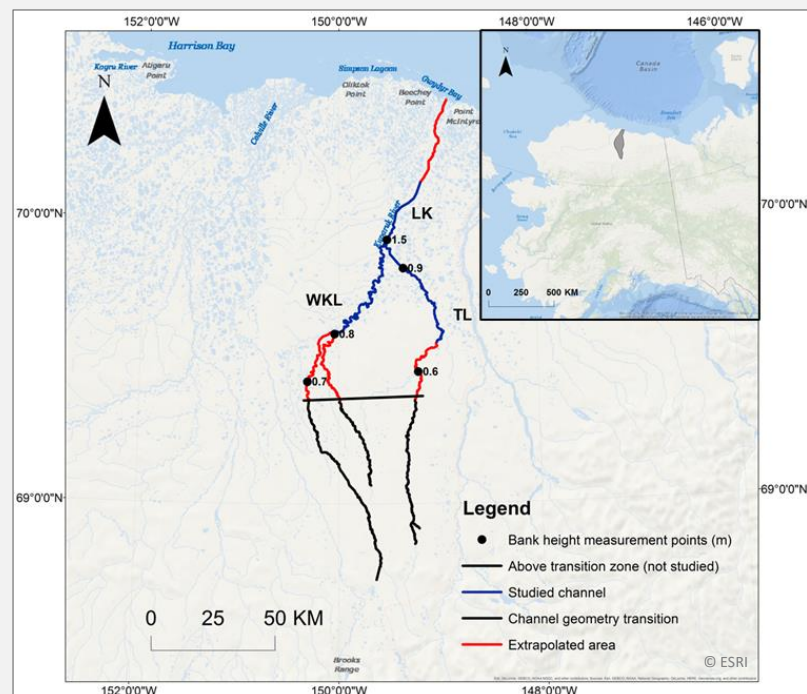 152°0'0"W
150°0'0"W
148°0'0"W
146°0'0"W
Harrison Bay
Atigaru
Point
Simpson Lagoon
Oliktok
Point
Beechey
Point
Gwydyr Bay
Point
McIntyre
Colville River
N
N
Canada
Basin
0 250 500 KM
70°0'0"N
70°0'0"N
LK
Kuparuk River
1.5
0.9
WKL
TL
0.8
0.7
0.6
69°0'0"N
69°0'0"N
Legend
Bank height measurement points (m)
Above transition zone (not studied)
Studied channel
Channel geometry transition
Extrapolated area
0 25 50 KM
Brooks
Range
© ESRI
152°0'0"W
150°0'0"W
148°0'0"W